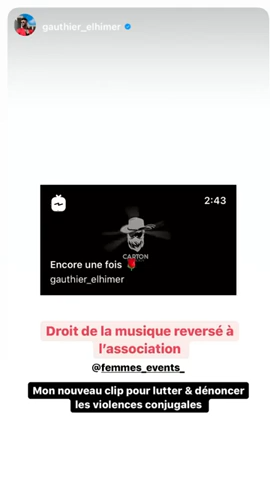 gauthier_elhimer
2:43
CARTON
Encore une fois 🌹
gauthier_elhimer
Droit de la musique reversé à
l'association
@femmes_events_
Mon nouveau clip pour lutter & dénoncer
les violences conjugales